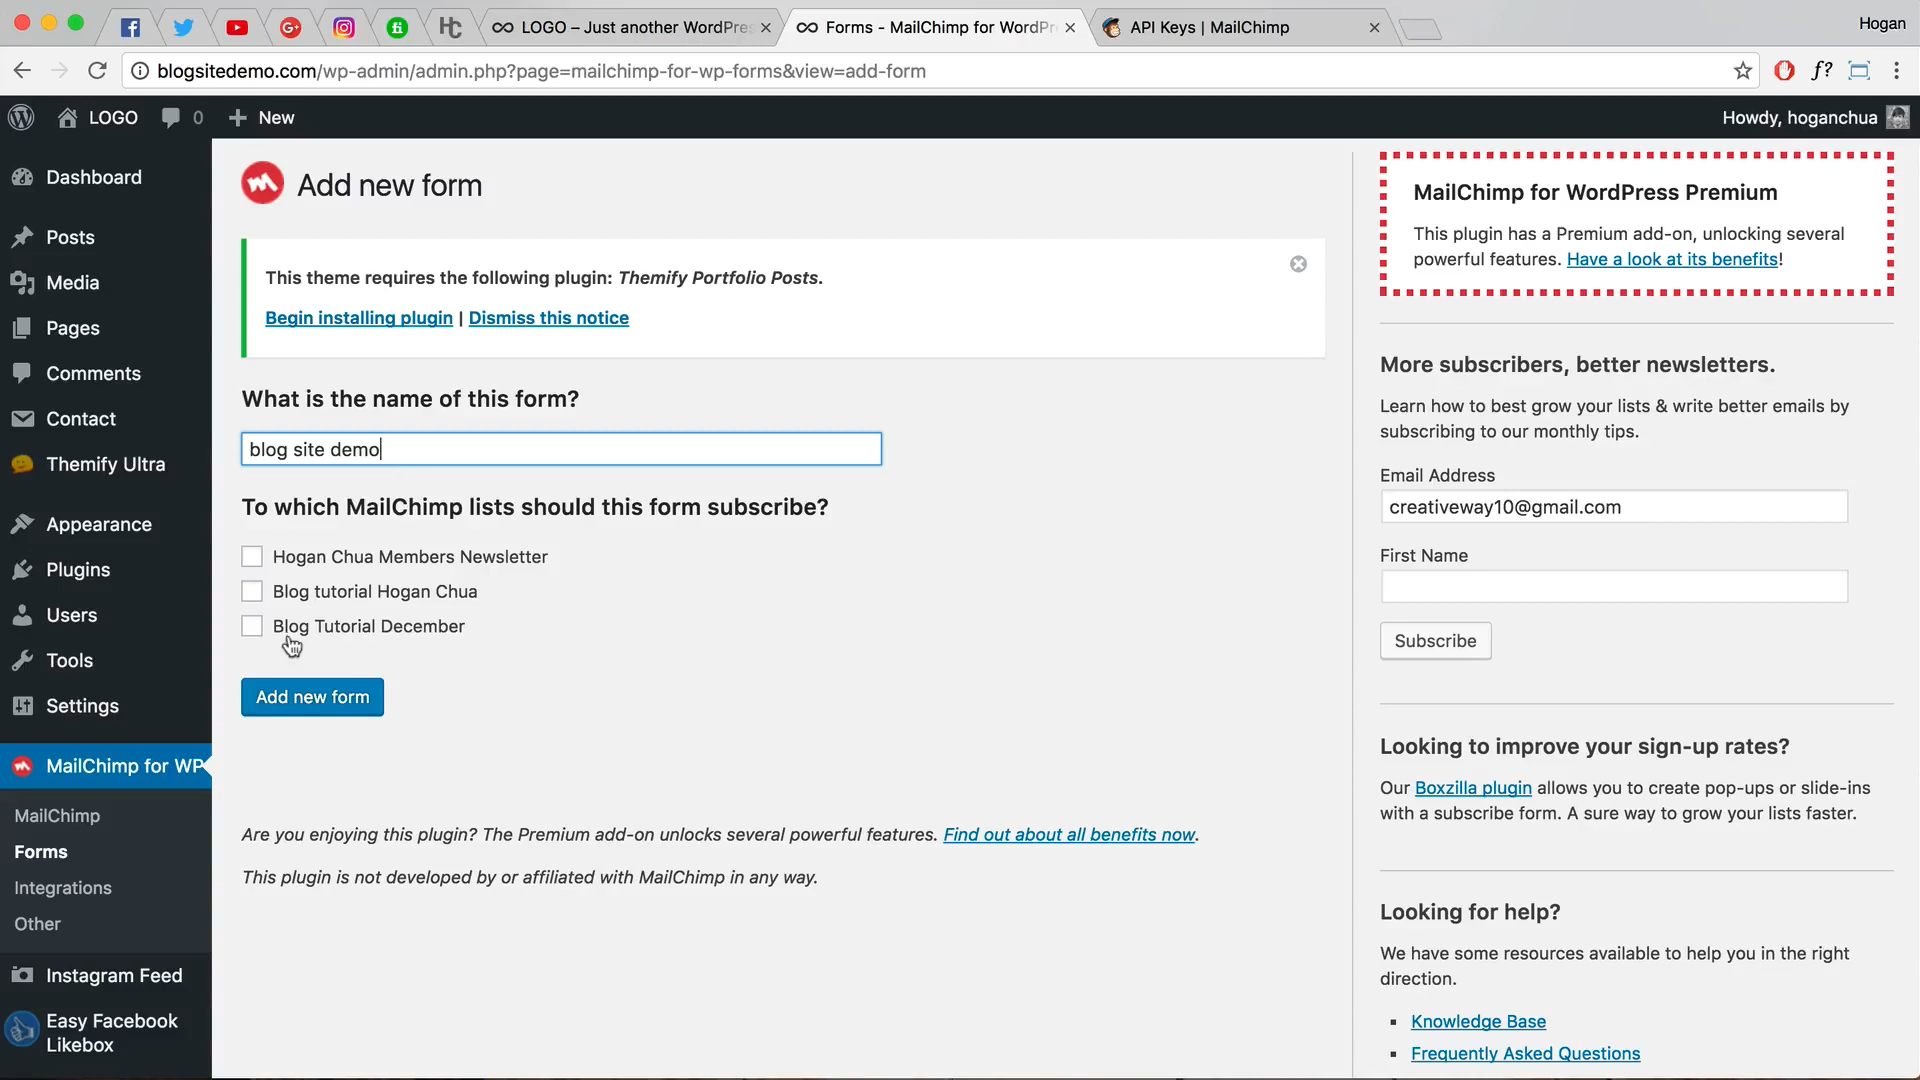 LOGO – Just another WordPres
Forms - MailChimp for WordPr
API Keys | MailChimp
Hogan
blogsitedemo.com/wp-admin/admin.php?page=mailchimp-for-wp-forms&view=add-form
f?
LOGO
0
New
Howdy, hoganchua
Dashboard
Posts
Media
Pages
Comments
Contact
Themify Ultra
Appearance
Plugins
Users
Tools
Settings
MailChimp for WP
MailChimp
Forms
Integrations
Other
Instagram Feed
Easy Facebook
Likebox
Add new form
This theme requires the following plugin: Themify Portfolio Posts.
Begin installing plugin | Dismiss this notice
What is the name of this form?
blog site demo
To which MailChimp lists should this form subscribe?
Hogan Chua Members Newsletter
Blog tutorial Hogan Chua
Blog Tutorial December
Add new form
Are you enjoying this plugin? The Premium add-on unlocks several powerful features. Find out about all benefits now.
This plugin is not developed by or affiliated with MailChimp in any way.
MailChimp for WordPress Premium
This plugin has a Premium add-on, unlocking several
powerful features. Have a look at its benefits!
More subscribers, better newsletters.
Learn how to best grow your lists & write better emails by
subscribing to our monthly tips.
Email Address
creativeway10@gmail.com
First Name
Subscribe
Looking to improve your sign-up rates?
Our Boxzilla plugin allows you to create pop-ups or slide-ins
with a subscribe form. A sure way to grow your lists faster.
Looking for help?
We have some resources available to help you in the right
direction.
Knowledge Base
Frequently Asked Questions